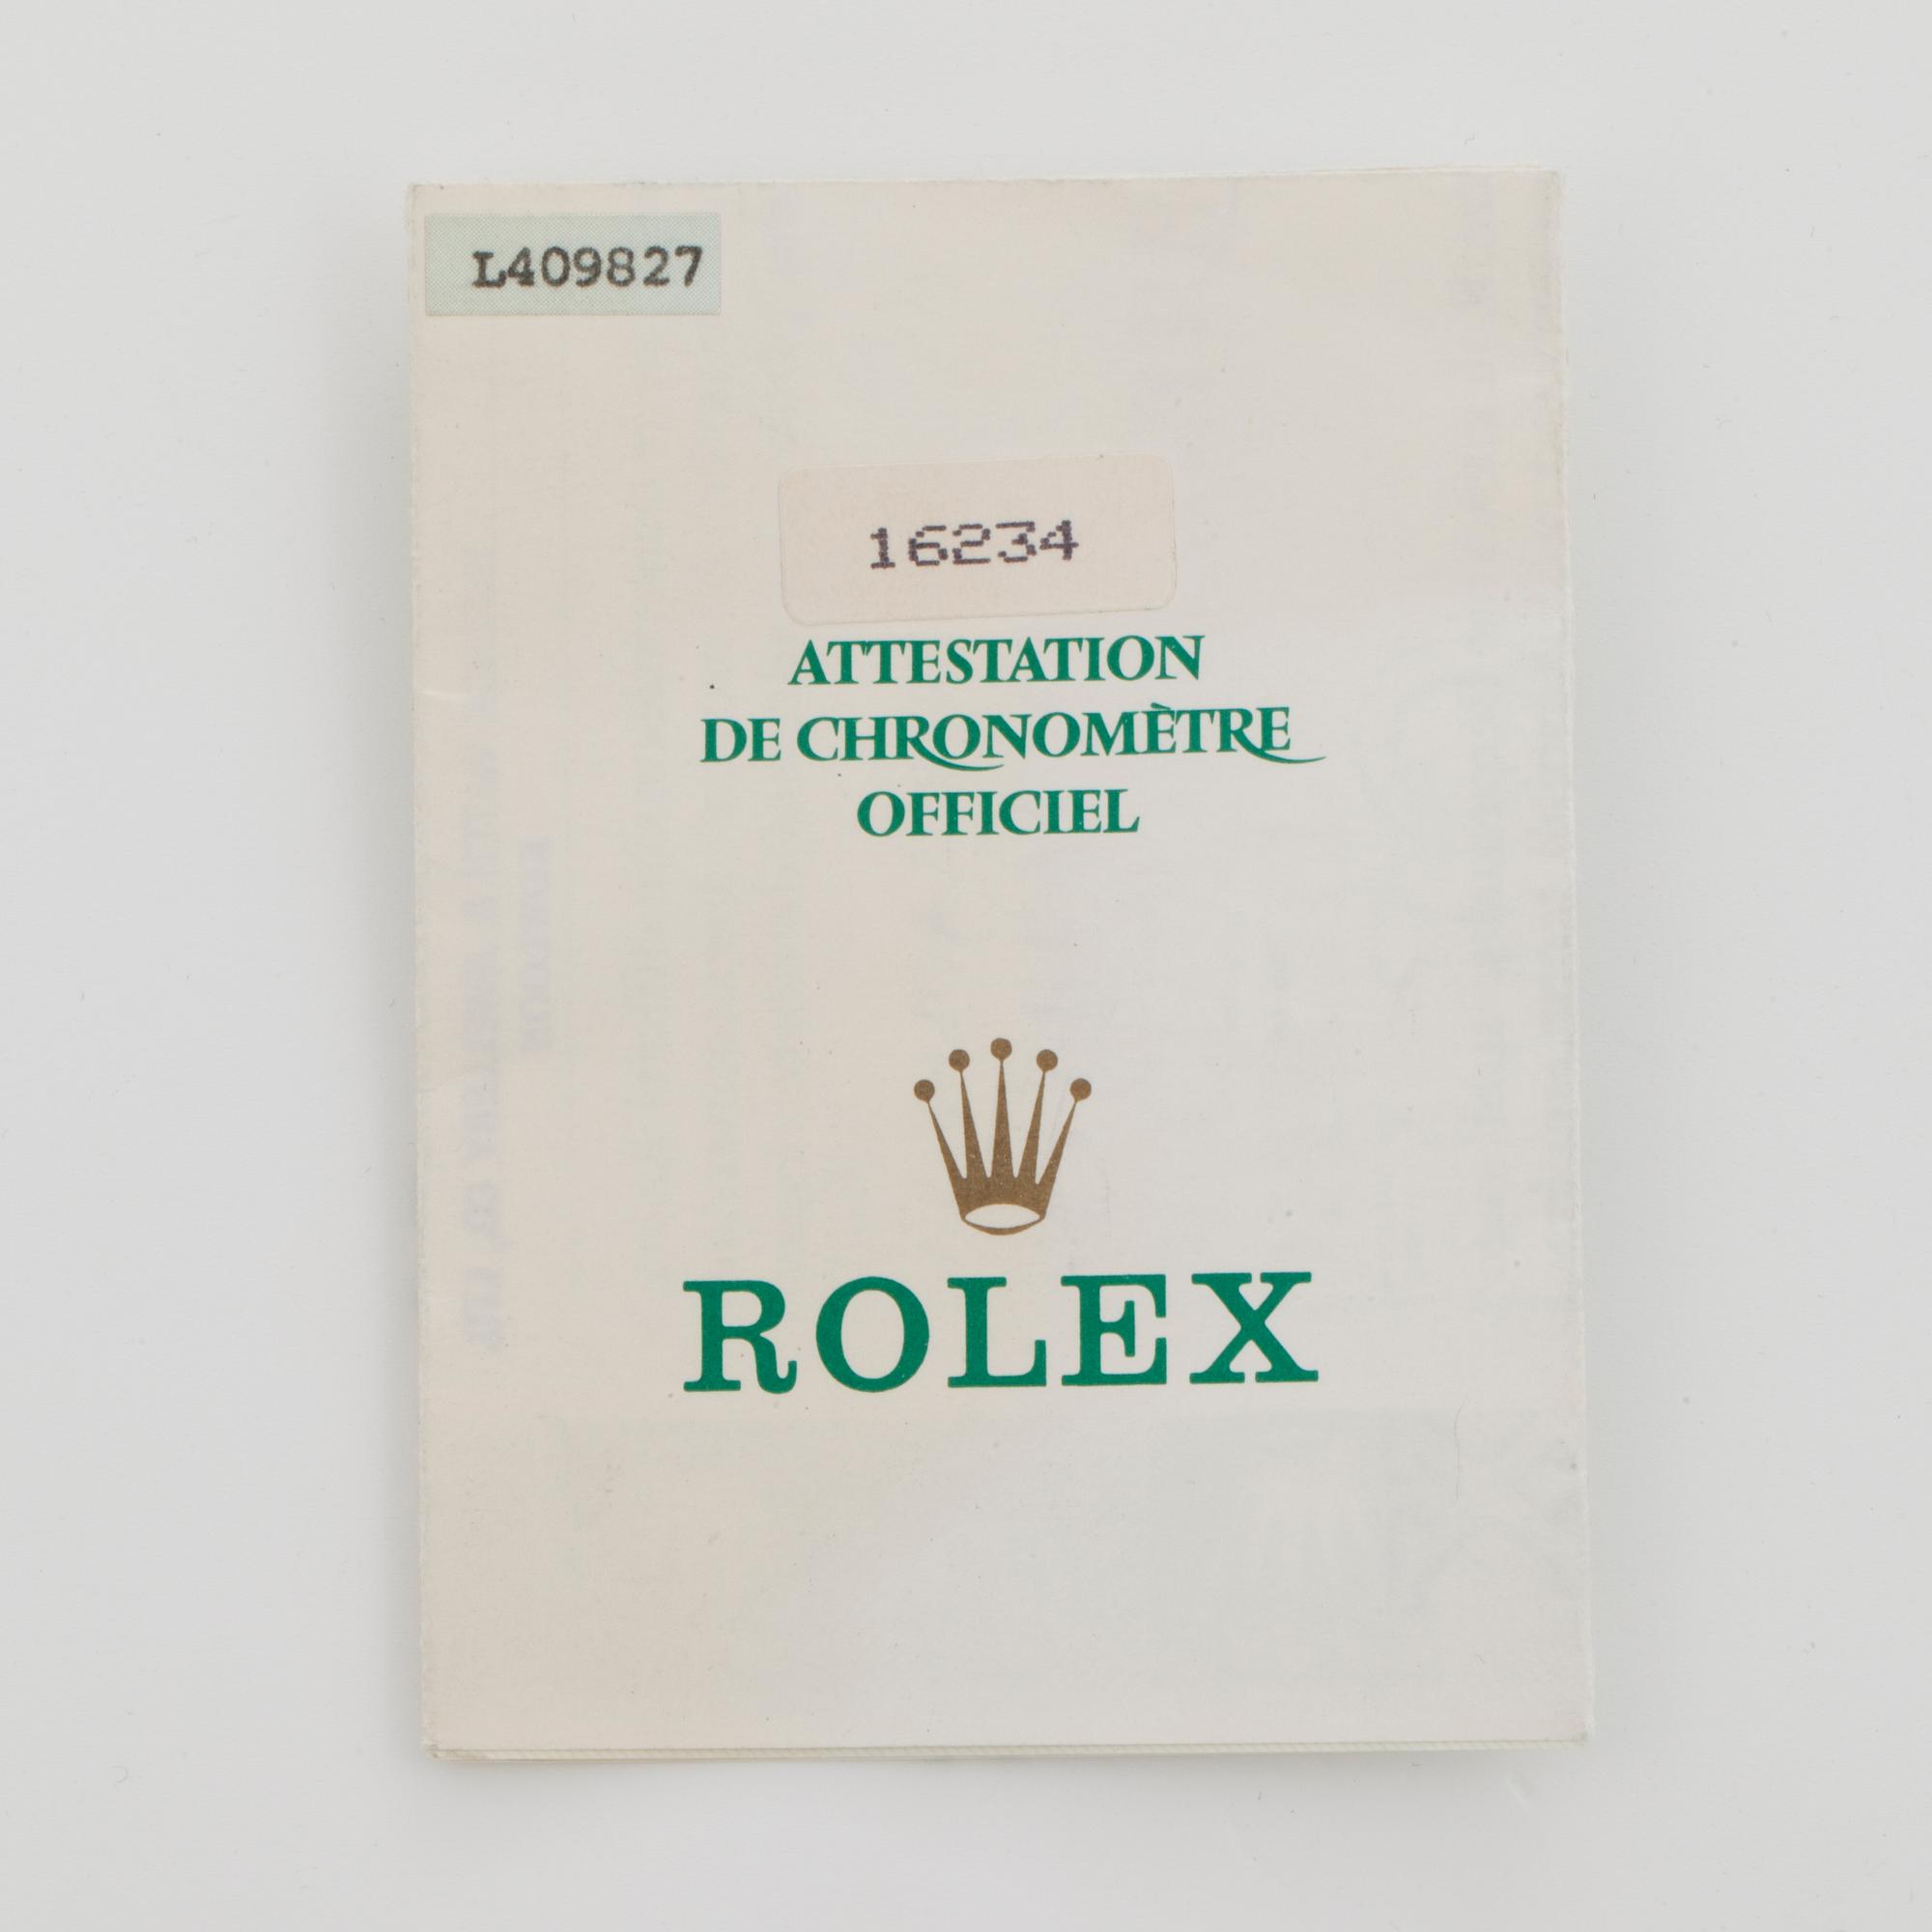 L409827
16234
ATTESTATION
DE CHRONOMÈTRE
OFFICIEL
ROLEX